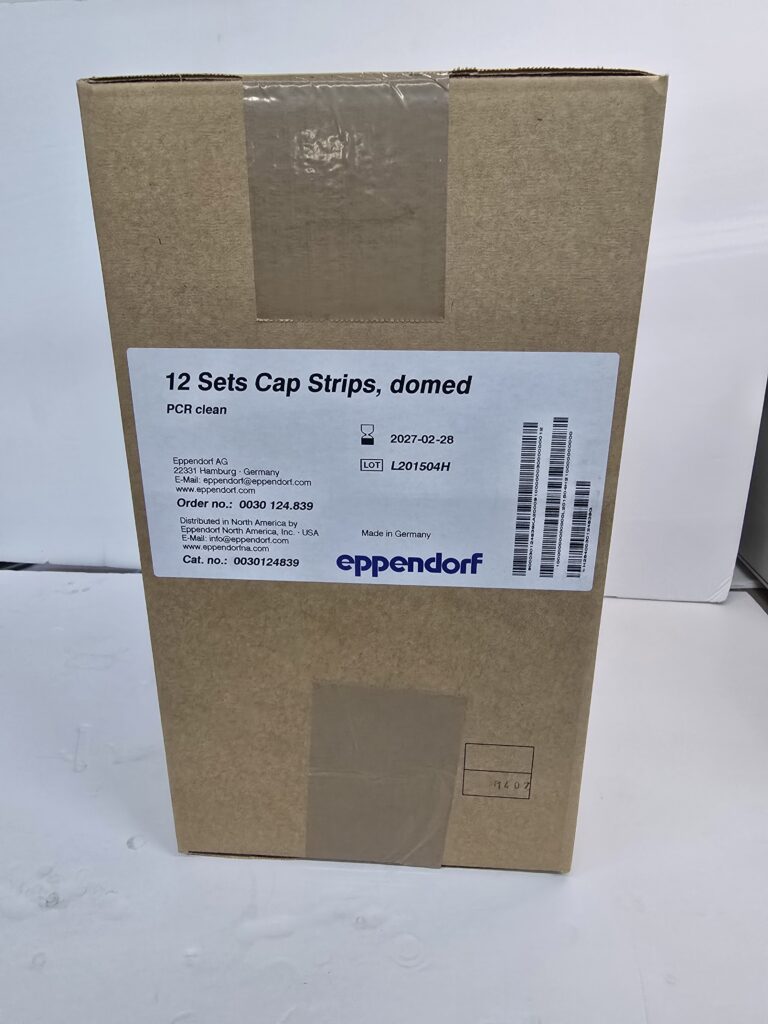 12 Sets Cap Strips, domed
PCR clean
2027-02-28
LOT L201504H
Eppendorf AG
22331 Hamburg · Germany
E-Mail: eppendorf@eppendorf.com
www.eppendorf.com
Order no.: 0030 124.839
Distributed in North America by
Eppendorf North America, Inc. · USA
E-Mail: info@eppendorf.com
www.eppendorfna.com
Cat. no.: 0030124839
Made in Germany
eppendorf